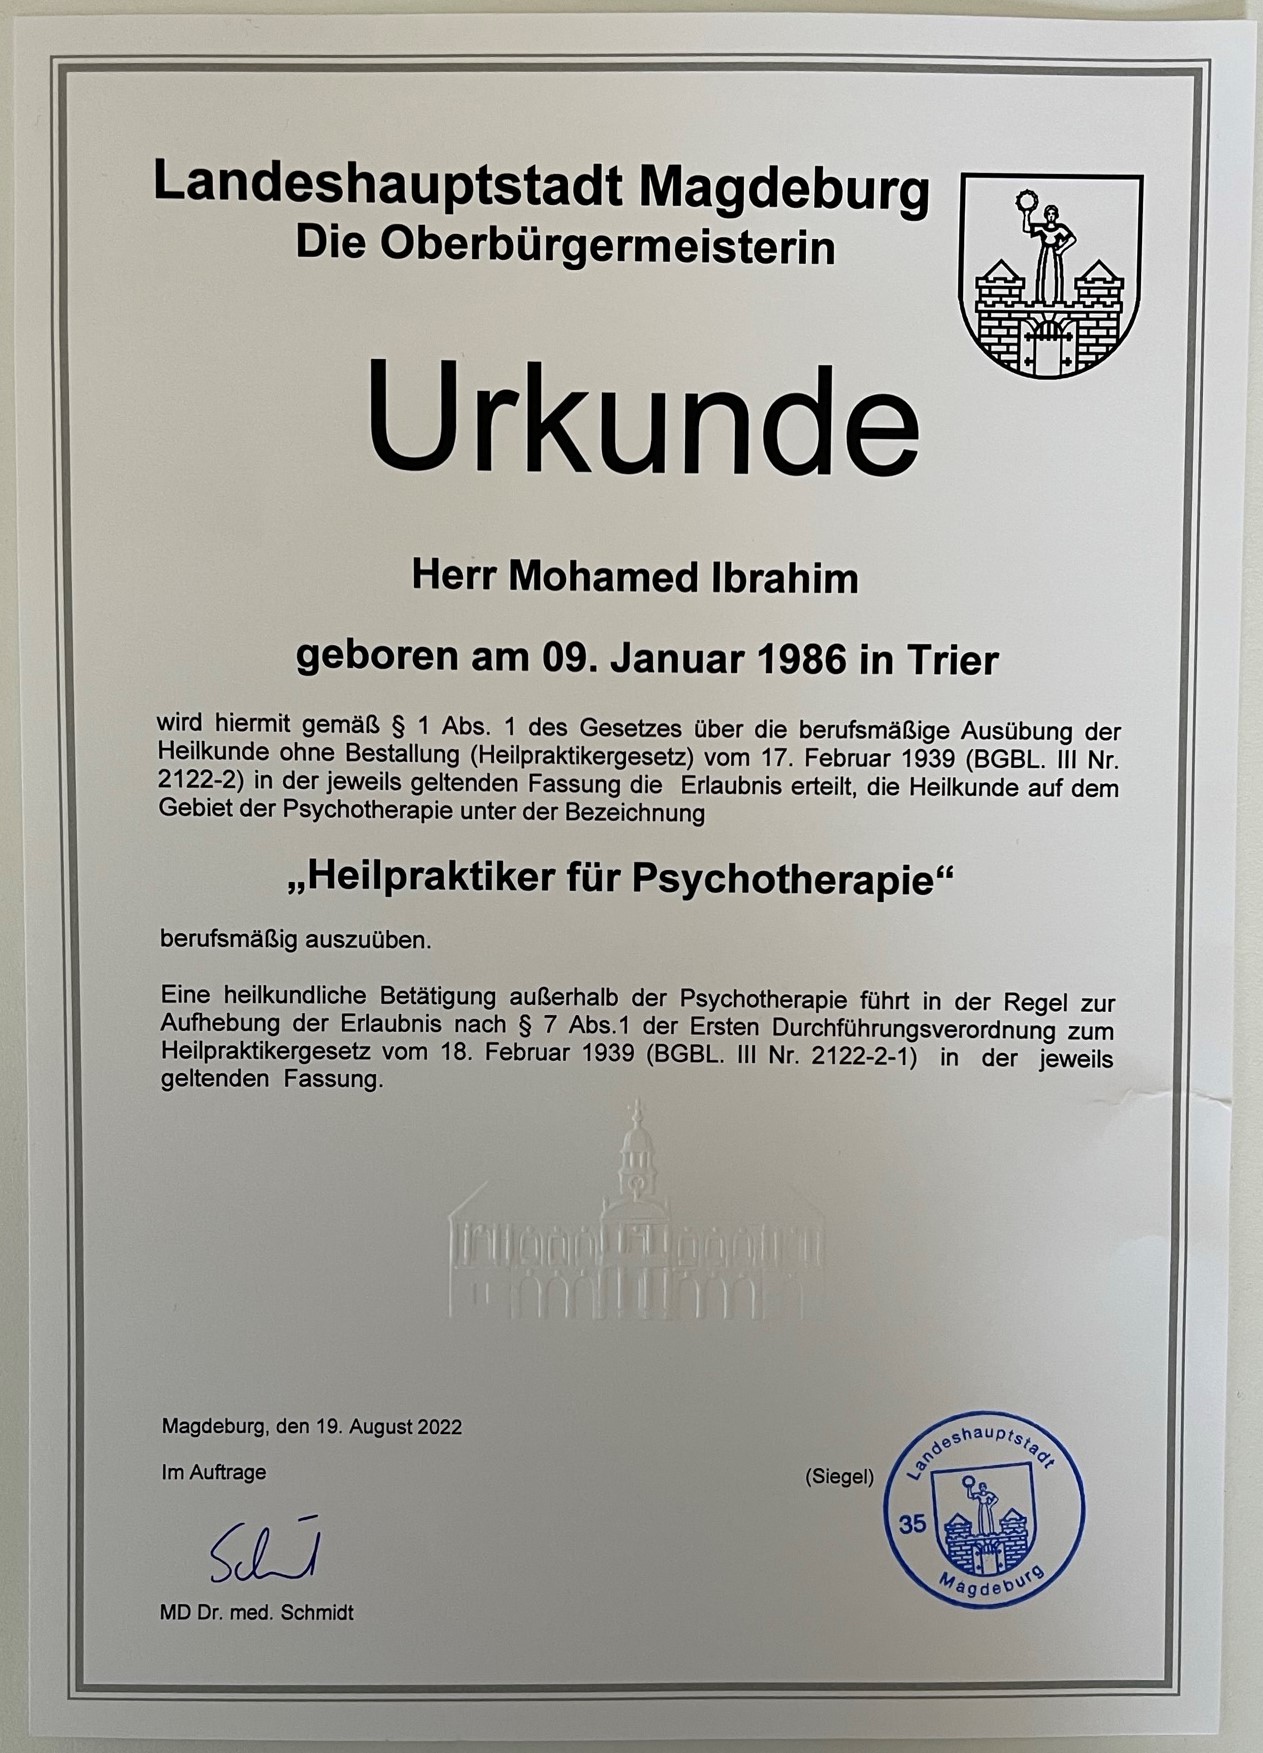 Landeshauptstadt Magdeburg
Die Oberbürgermeisterin
Urkunde
Herr Mohamed Ibrahim
geboren am 09. Januar 1986 in Trier
wird hiermit gemäß § 1 Abs. 1 des Gesetzes über die berufsmäßige Ausübung der
Heilkunde ohne Bestallung (Heilpraktikergesetz) vom 17. Februar 1939 (BGBL. III Nr.
2122-2) in der jeweils geltenden Fassung die Erlaubnis erteilt, die Heilkunde auf dem
Gebiet der Psychotherapie unter der Bezeichnung
„Heilpraktiker für Psychotherapie“
berufsmäßig auszuüben.
Eine heilkundliche Betätigung außerhalb der Psychotherapie führt in der Regel zur
Aufhebung der Erlaubnis nach § 7 Abs.1 der Ersten Durchführungsverordnung zum
Heilpraktikergesetz vom 18. Februar 1939 (BGBL. III Nr. 2122-2-1) in der jeweils
geltenden Fassung.
Magdeburg, den 19. August 2022
Im Auftrage
(Siegel)
Landeshauptstadt
35
Magdeburg
MD Dr. med. Schmidt